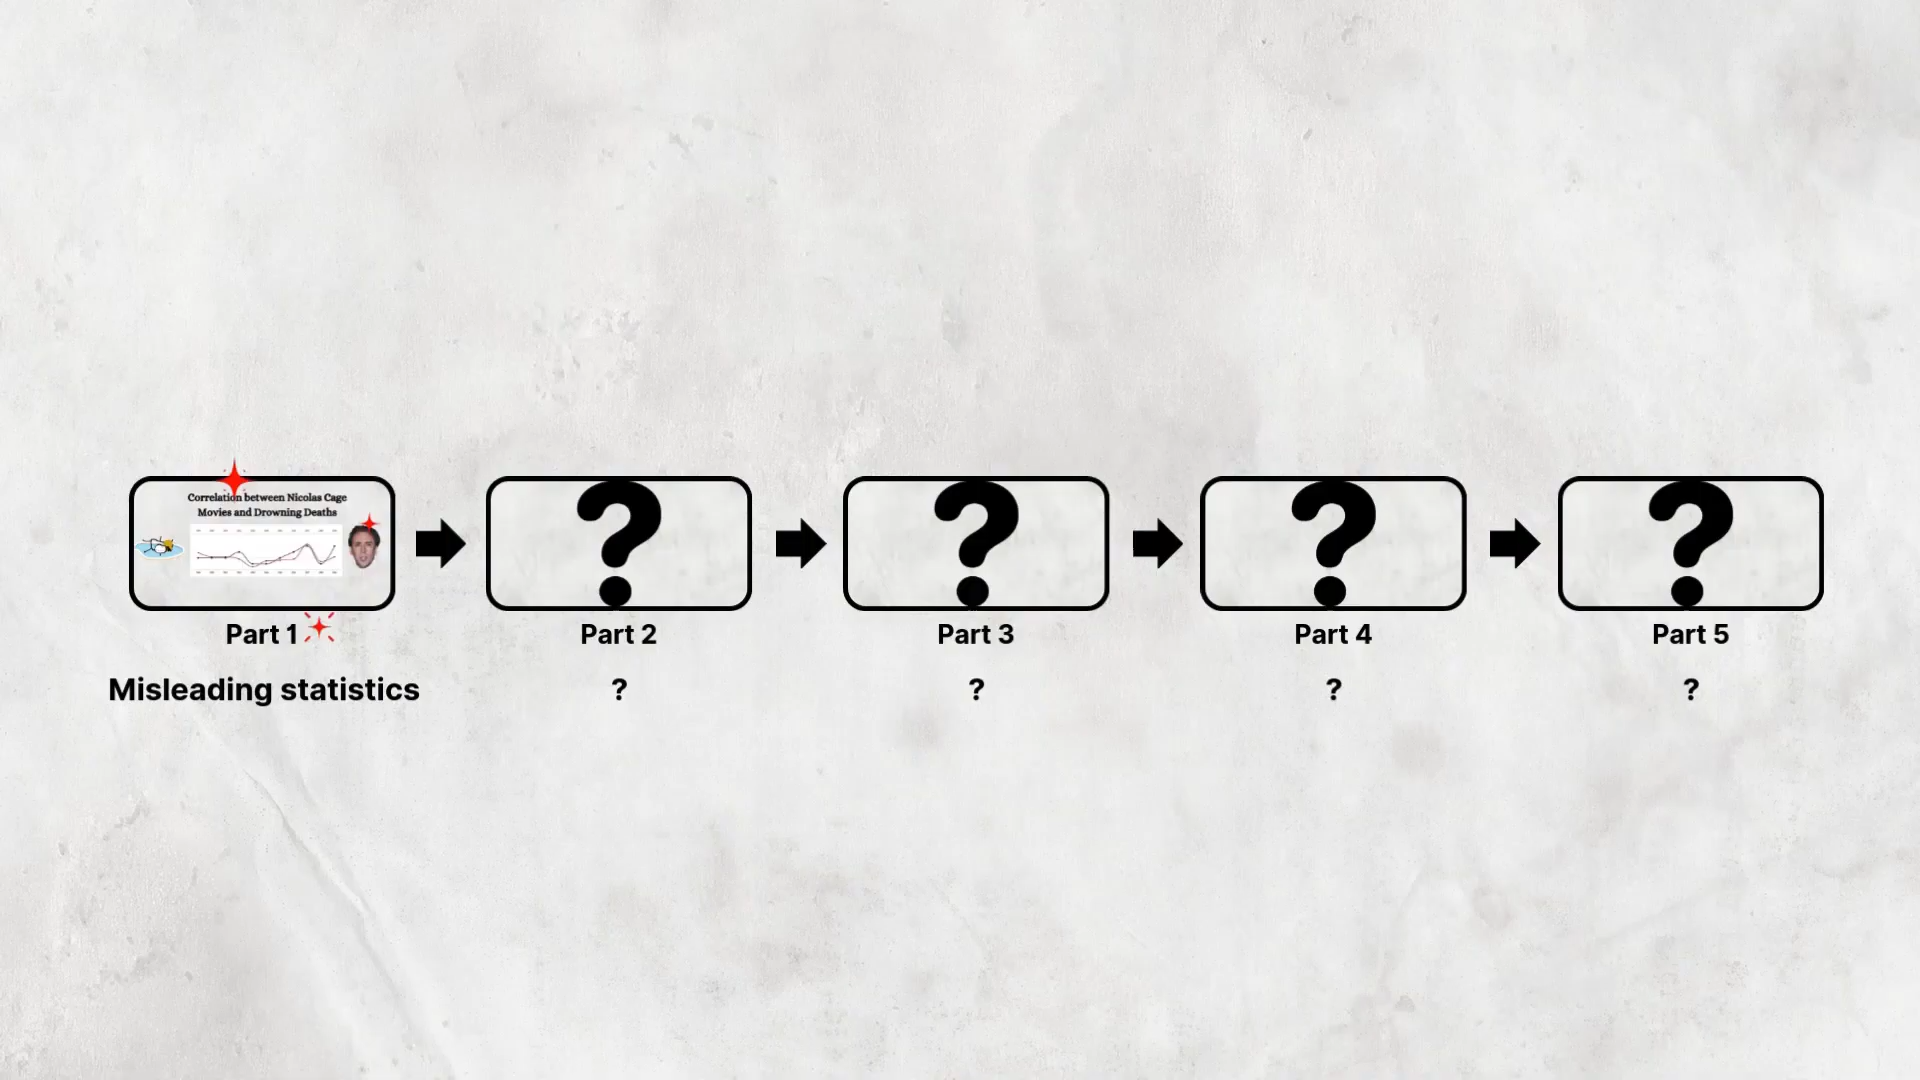 Correlation between Nicolas Cage
Movies and Drowning Deaths
?
?
?
?
Part 1
Part 2
Part 3
Part 4
Part 5
Misleading statistics
?
?
?
?